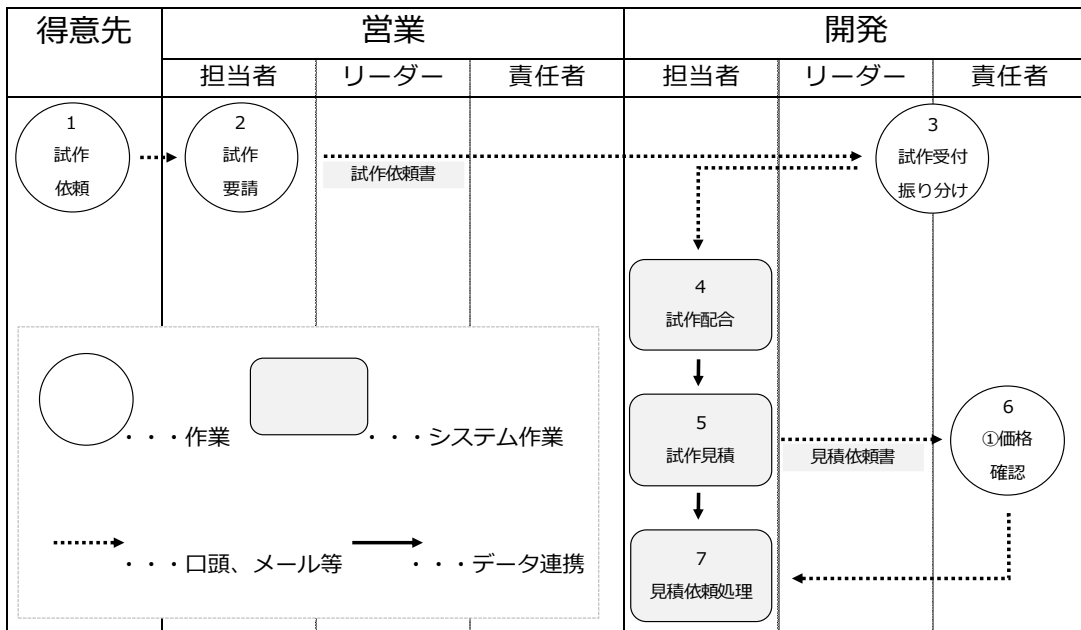 得意先
営業
開発
担当者
リーダー
責任者
担当者
リーダー
責任者
1
試作
依頼
2
試作
要請
試作依頼書
3
試作受付
振り分け
4
試作配合
5
試作見積
見積依頼書
6
①価格
確認
7
見積依頼処理
・・・作業
・・・システム作業
・・・口頭、メール等
・・・データ連携